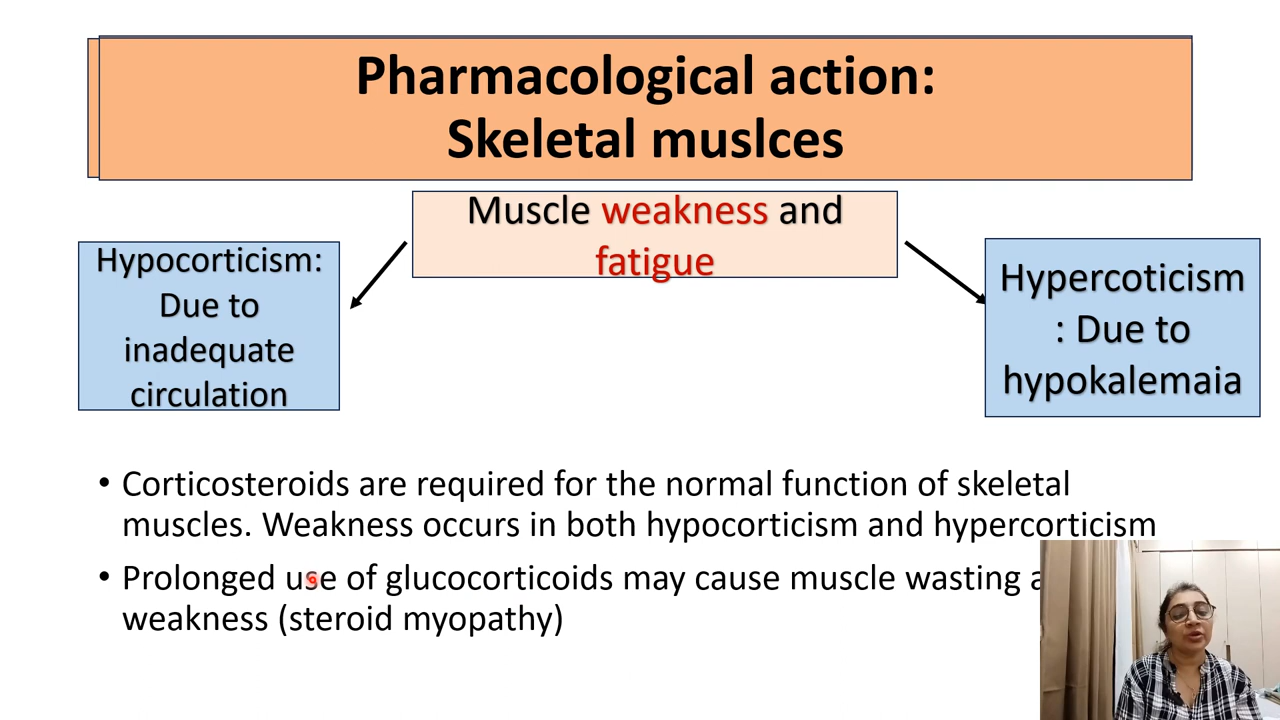 Pharmacological action:
Skeletal muslces
Muscle weakness and
fatigue
Hypocorticism:
Due to
inadequate
circulation
Hypercoticism
: Due to
hypokalemaia
• Corticosteroids are required for the normal function of skeletal
muscles. Weakness occurs in both hypocorticism and hypercorticism
• Prolonged use of glucocorticoids may cause muscle wasting
weakness (steroid myopathy)